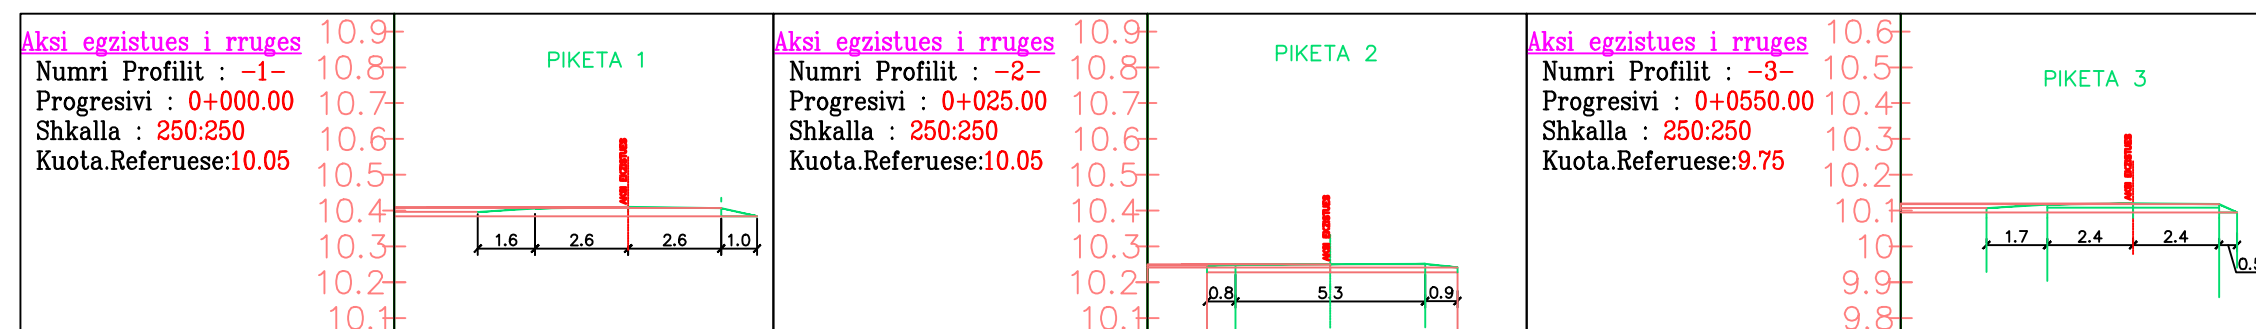 Aksi egzistues i rruges
Numri Profilit : -1-
Progresivi : 0+000.00
Shkalla : 250:250
Kuota.Referuese:10.05
10.9
10.8
10.7
10.6
10.5
10.4
10.3
10.2
10.1
PIKETA 1
1.6
2.6
2.6
1.0
Aksi egzistues i rruges
Numri Profilit : -2-
Progresivi : 0+025.00
Shkalla : 250:250
Kuota.Referuese:10.05
10.9
10.8
10.7
10.6
10.5
10.4
10.3
10.2
10.1
PIKETA 2
0.8
5.3
0.9
Aksi egzistues i rruges
Numri Profilit : -3-
Progresivi : 0+0550.00
Shkalla : 250:250
Kuota.Referuese:9.75
10.6
10.5
10.4
10.3
10.2
10.1
10
9.9
9.8
PIKETA 3
1.7
2.4
2.4